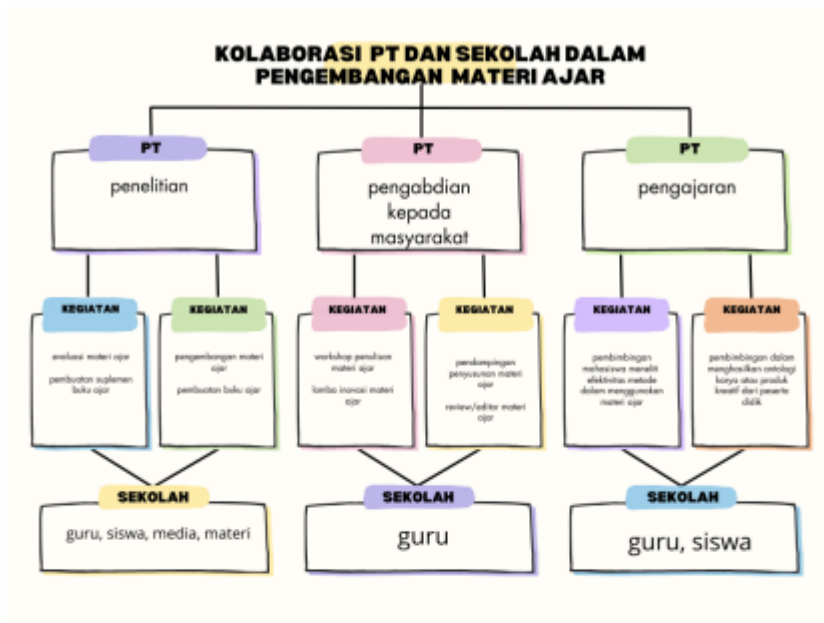 KOLABORASI PT DAN SEKOLAH DALAM
PENGEMBANGAN MATERI AJAR
PT
penelitian
PT
pengabdian
kepada
masyarakat
PT
pengajaran
KEGIATAN
evaluasi materi ajar
pembuatan suplemen
buku ajar
KEGIATAN
pengembangan materi
ajar
pembuatan buku ajar
KEGIATAN
workshop penulisan
materi ajar
lomba inovasi materi
ajar
KEGIATAN
pendampingan
penyusunan materi
ajar
review/editor materi
ajar
KEGIATAN
pembimbingan
mahasiswa meneliti
efektivitas metode
dalam menggunakan
materi ajar
KEGIATAN
pembimbingan dalam
menghasilkan antologi
karya atau produk
kreatif dari peserta
didik
SEKOLAH
guru, siswa, media, materi
SEKOLAH
guru
SEKOLAH
guru, siswa